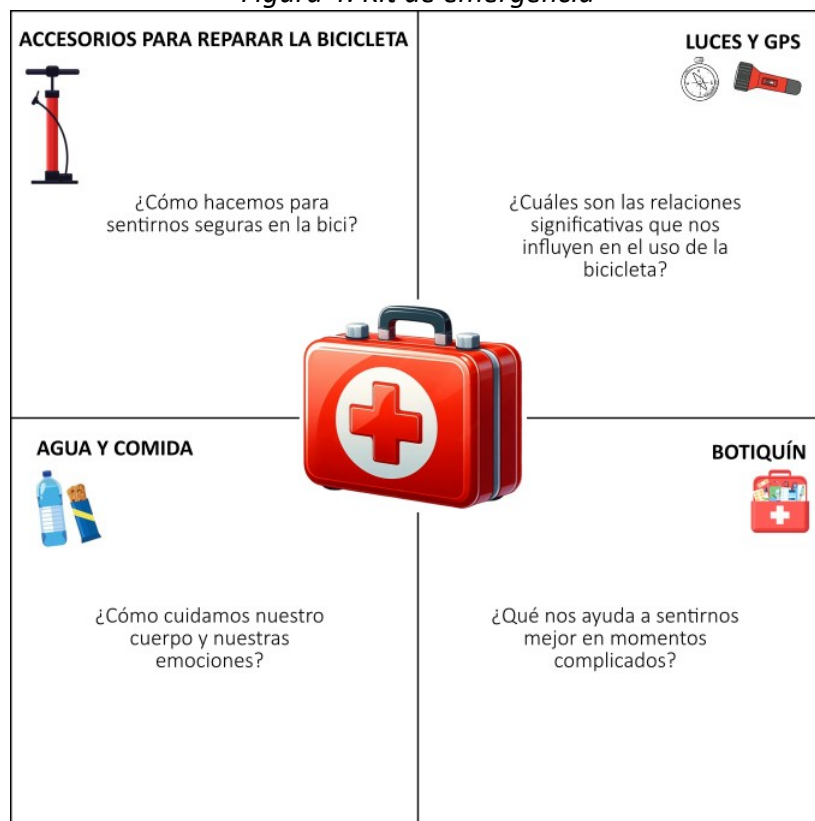 Figura 4. Kit de emergencia
ACCESORIOS PARA REPARAR LA BICICLETA
¿Cómo hacemos para
sentirnos seguras en la bici?
LUCES Y GPS
¿Cuáles son las relaciones
significativas que nos
influyen en el uso de la
bicicleta?
AGUA Y COMIDA
¿Cómo cuidamos nuestro
cuerpo y nuestras
emociones?
BOTIQUÍN
¿Qué nos ayuda a sentirnos
mejor en momentos
complicados?